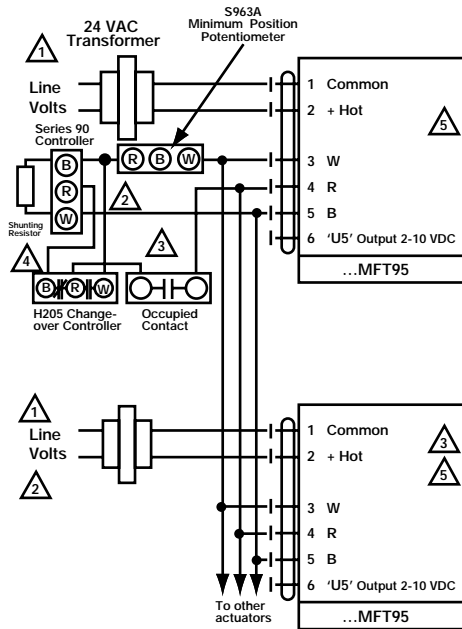 S963A
Minimum Position
Potentiometer
24 VAC
Transformer
1
Line
Volts
1 Common
2 + Hot
5
Series 90
Controller
B
R
W
R B W
3 W
4 R
5 B
6 'U5' Output 2-10 VDC
Shunting
Resistor
2
3
4
B R W
H205 Change-
over Controller
Occupied
Contact
...MFT95
1
Line
Volts
2
1 Common
2 + Hot
3
5
3 W
4 R
5 B
6 'U5' Output 2-10 VDC
To other
actuators
...MFT95